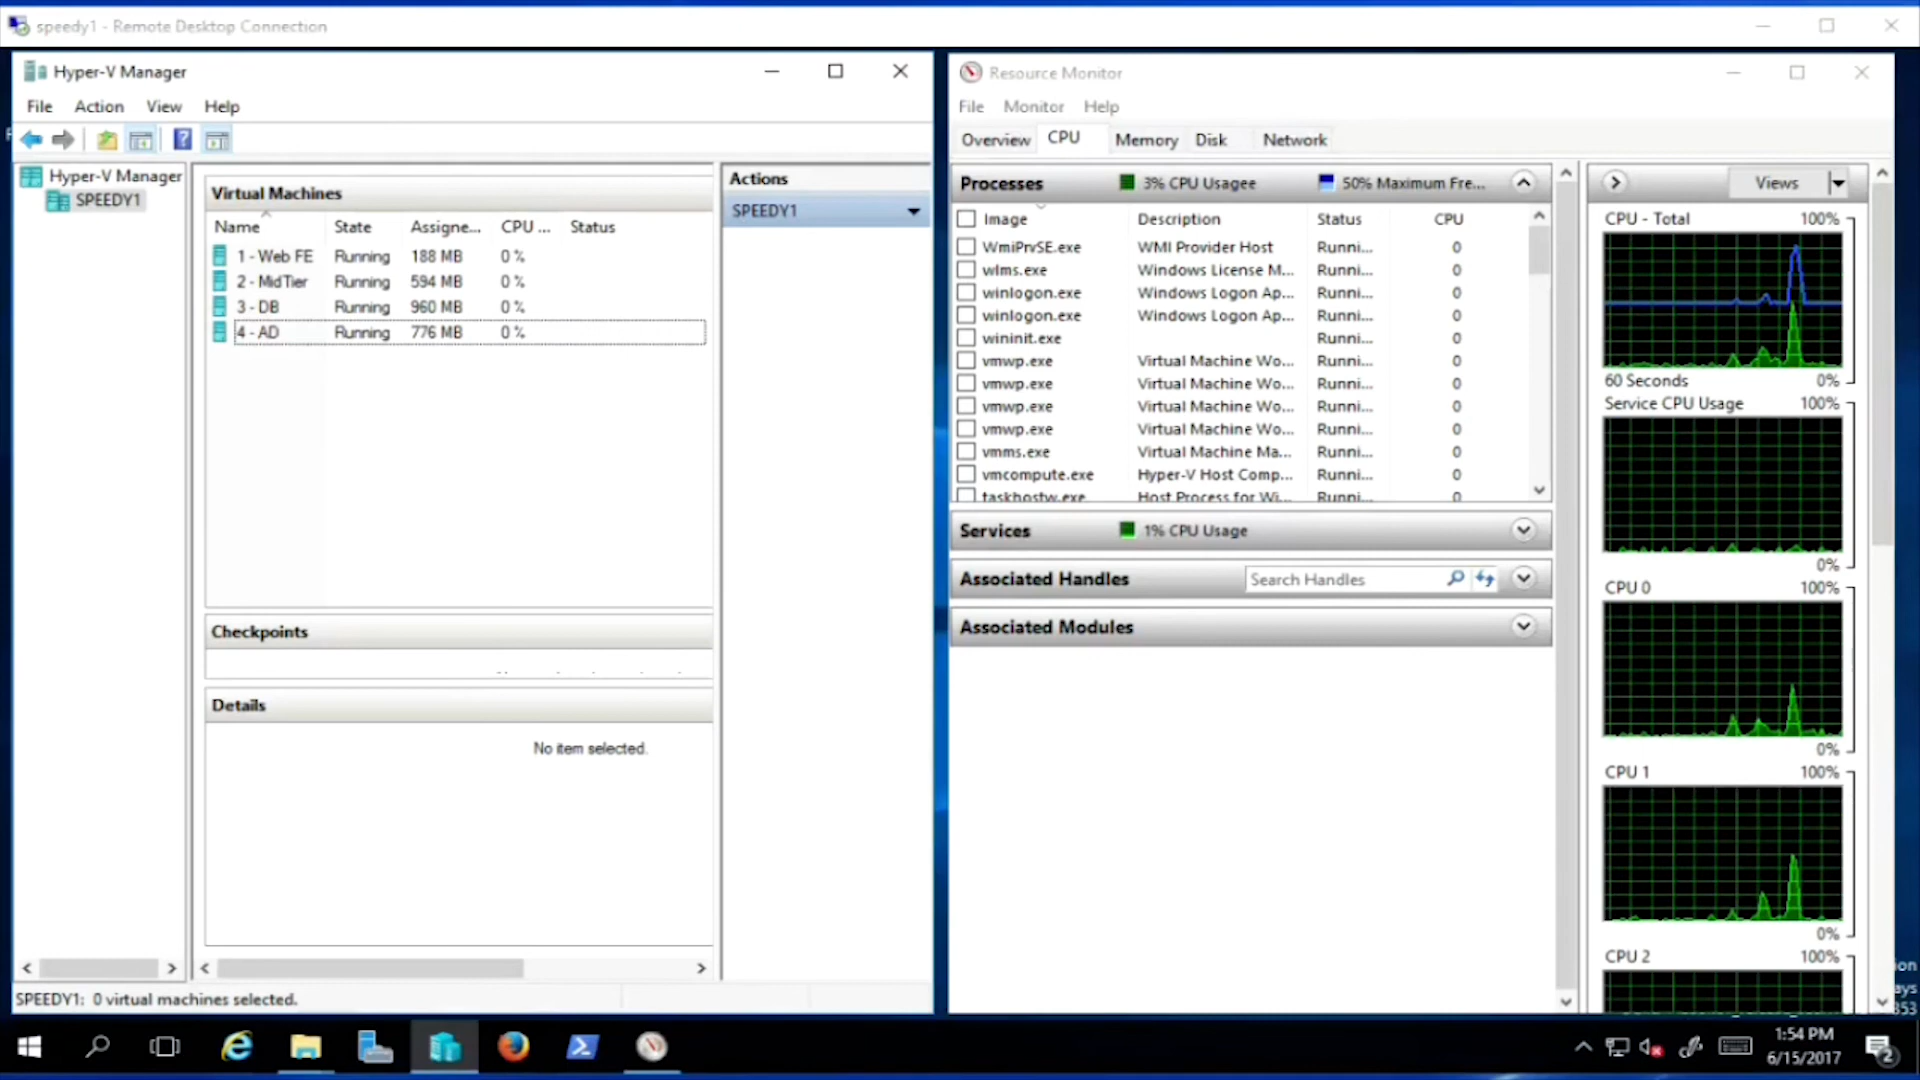 speedy1 - Remote Desktop Connection
Hyper-V Manager
File Action View Help
Hyper-V Manager
SPEEDY1
Virtual Machines
Name State Assigne... CPU ... Status
1 - Web FE Running 188 MB 0 %
2 - MidTier Running 594 MB 0 %
3 - DB Running 960 MB 0 %
4 - AD Running 776 MB 0 %
Checkpoints
Details
No item selected.
Actions
SPEEDY1
SPEEDY1: 0 virtual machines selected.
Resource Monitor
File Monitor Help
Overview CPU Memory Disk Network
Processes 3% CPU Usagee 50% Maximum Fre...
Image Description Status CPU
WmiPrvSE.exe WMI Provider Host Runni... 0
wlms.exe Windows License M... Runni... 0
winlogon.exe Windows Logon Ap... Runni... 0
winlogon.exe Windows Logon Ap... Runni... 0
wininit.exe Runni... 0
vmwp.exe Virtual Machine Wo... Runni... 0
vmwp.exe Virtual Machine Wo... Runni... 0
vmwp.exe Virtual Machine Wo... Runni... 0
vmwp.exe Virtual Machine Wo... Runni... 0
vmms.exe Virtual Machine Ma... Runni... 0
vmcompute.exe Hyper-V Host Comp... Runni... 0
taskhostw.exe Host Process for Wi... Runni... 0
Services 1% CPU Usage
Associated Handles Search Handles
Associated Modules
Views
CPU - Total 100%
60 Seconds 0%
Service CPU Usage 100%
0%
CPU 0 100%
0%
CPU 1 100%
0%
CPU 2 100%
ion
ays
353
1:54 PM
6/15/2017
2